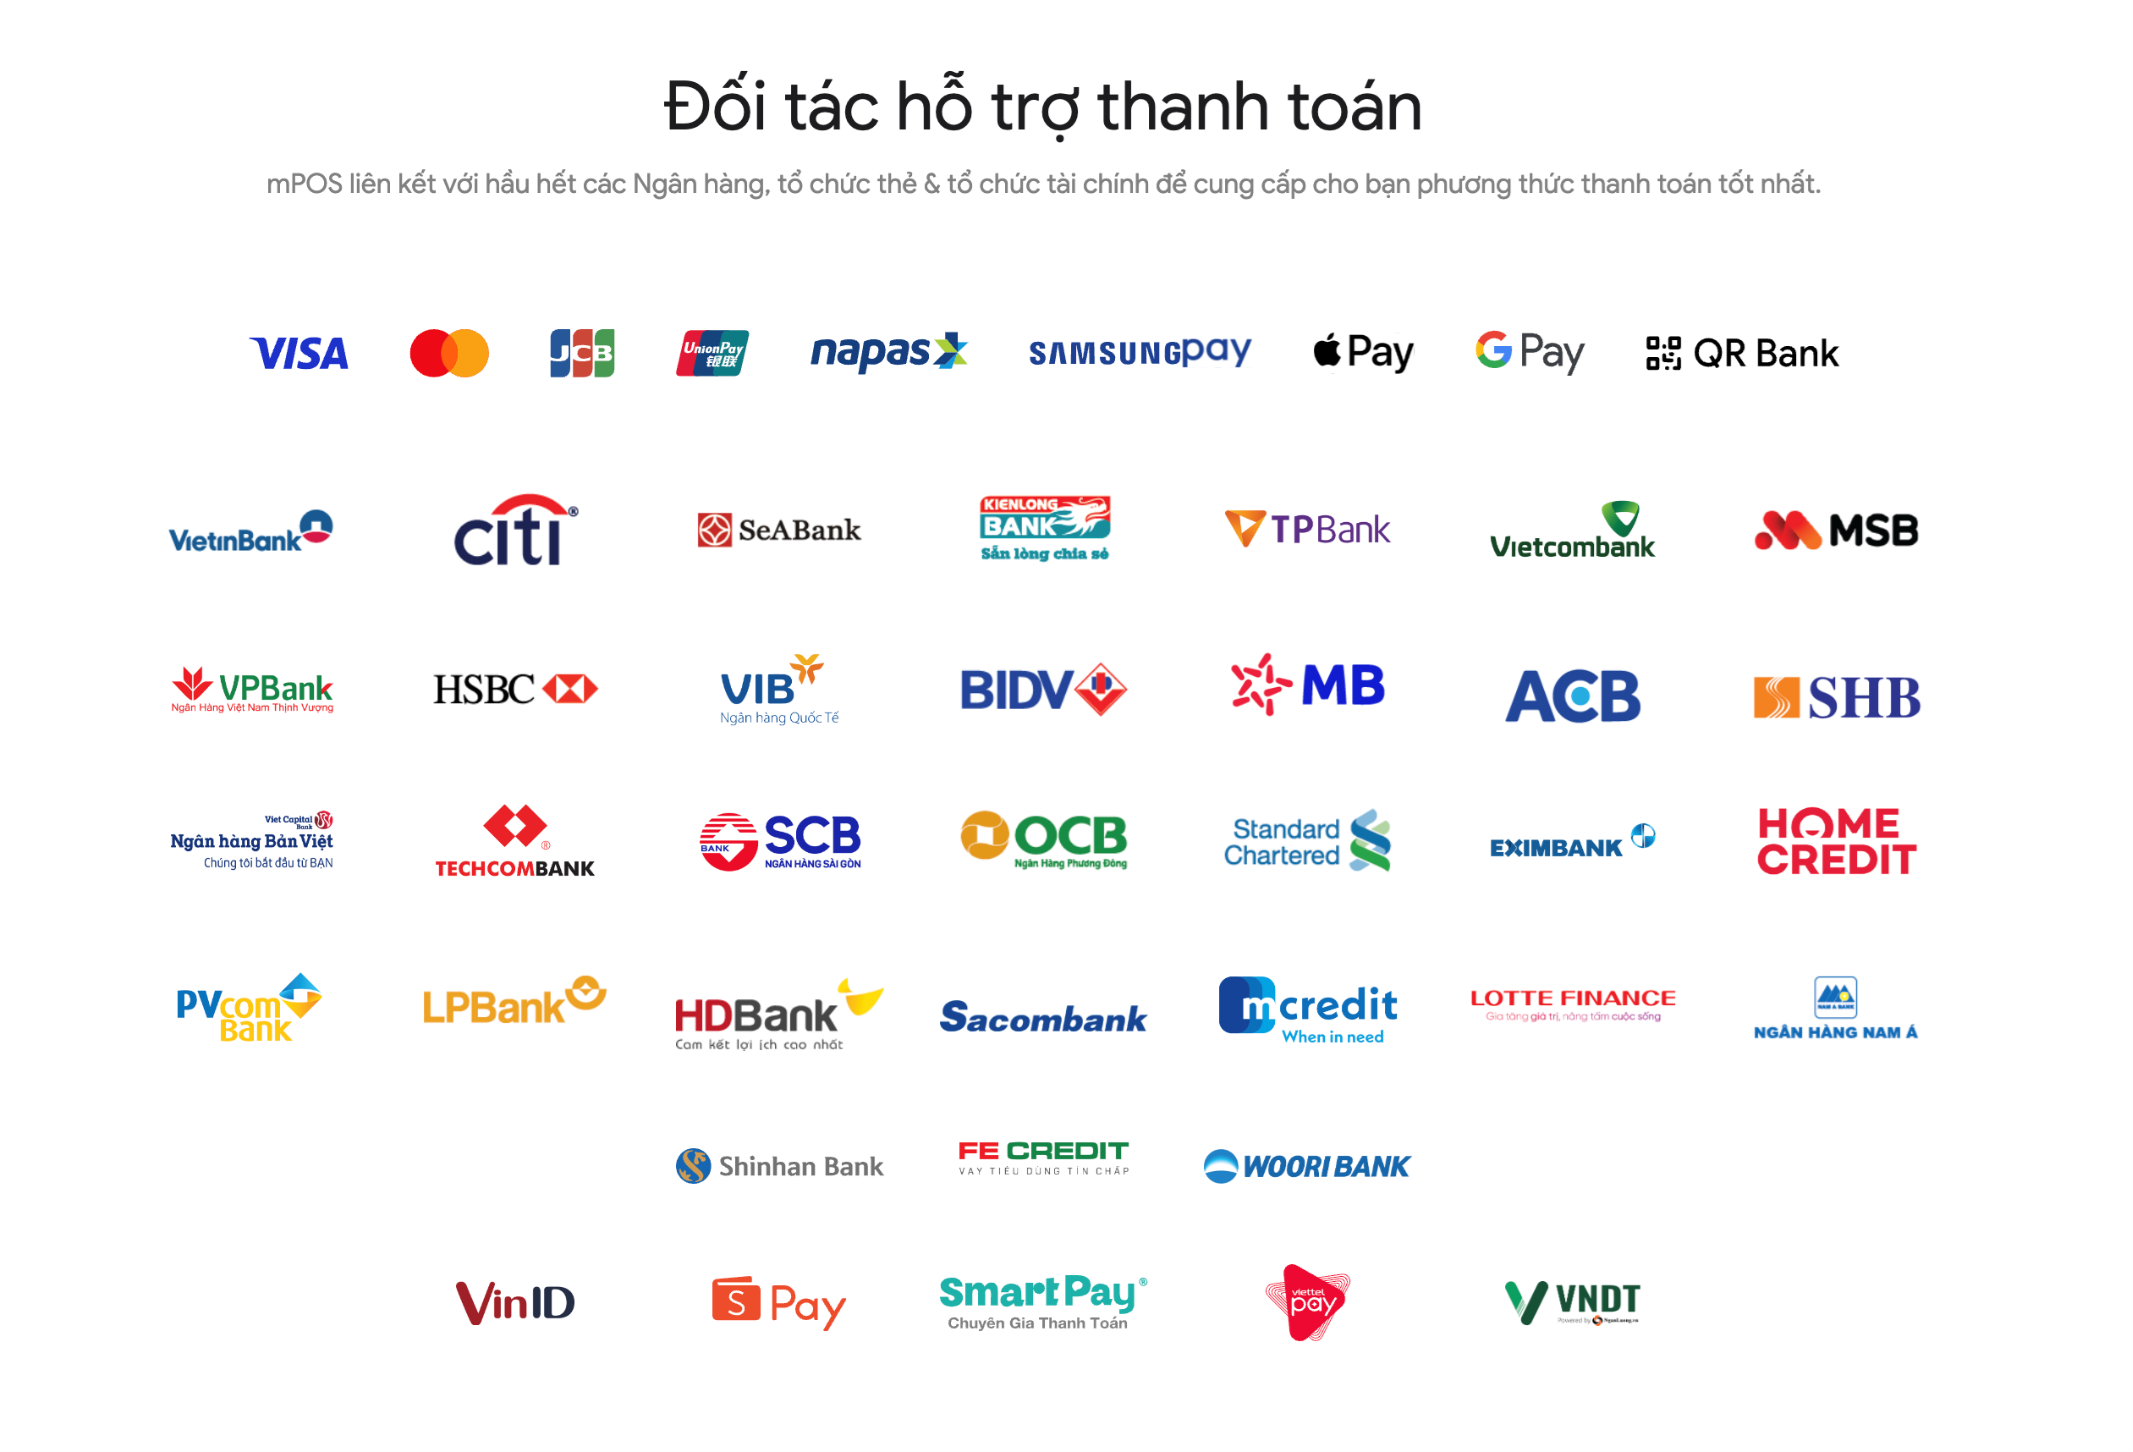 Đối tác hỗ trợ thanh toán
mPOS liên kết với hầu hết các Ngân hàng, tổ chức thẻ & tổ chức tài chính để cung cấp cho bạn phương thức thanh toán tốt nhất.
VISA
JCB
UnionPay
银联
napas
SAMSUNG pay
Pay
G Pay
QR Bank
VietinBank
citi®
SeABank
KIENLONG
BANK
Sẵn lòng chia sẻ
TPBank
Vietcombank
MSB
VPBank
Ngân Hàng Việt Nam Thịnh Vượng
HSBC
VIB
Ngân hàng Quốc Tế
BIDV
MB
ACB
SHB
Viet Capital
Bank
Ngân hàng Bản Việt
Chúng tôi bắt đầu từ BẠN
®
TECHCOMBANK
BANK
SCB
NGÂN HÀNG SÀI GÒN
OCB
Ngân Hàng Phương Đông
Standard
Chartered
EXIMBANK
HOME
CREDIT
PVcom
Bank
LPBank
HDBank
Cam kết lợi ích cao nhất
Sacombank
mcredit
When in need
LOTTE FINANCE
Gia tăng giá trị, nâng tầm cuộc sống
NAM A BANK
NGÂN HÀNG NAM Á
Shinhan Bank
FE CREDIT
VAY TIÊU DÙNG TÍN CHẤP
WOORI BANK
VinID
S Pay
SmartPay®
Chuyên Gia Thanh Toán
viettel
pay
VNDT
Powered by NganLuong.vn